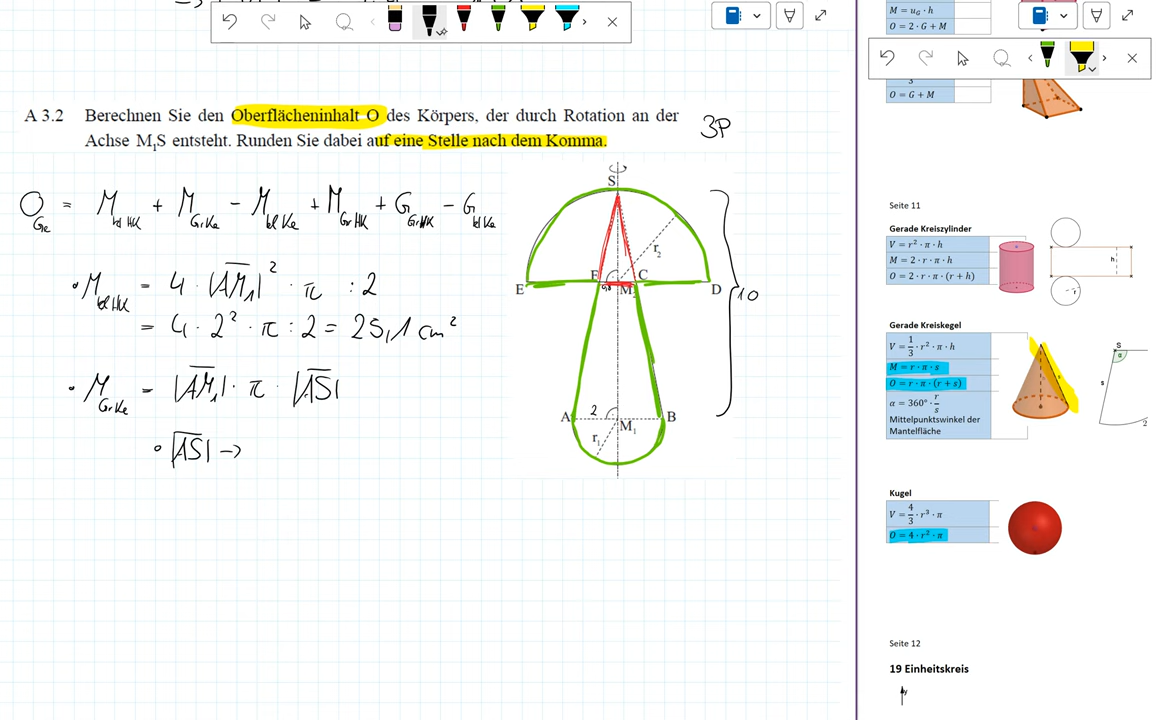 M = u_G · h
O = 2 · G + M
3
O = G + M
A 3.2 Berechnen Sie den Oberflächeninhalt O des Körpers, der durch Rotation an der
Achse M₁S entsteht. Runden Sie dabei auf eine Stelle nach dem Komma.
3P
O_Ge = M_kl HK + M_Gr Ke − M_kl Ke + M_Gr HK + G_Gr HK − G_kl Ke
• M_kl HK = 4 · |AM₁|² · π : 2
= 4 · 2² · π : 2 = 25,1 cm²
• M_Gr Ke = |AM₁| · π · |AS|
• |AS| →
S
r₂
F C
E M₂ D
10
A 2 B
M₁
r₁
Seite 11
Gerade Kreiszylinder
V = r² · π · h
M = 2 · r · π · h
O = 2 · r · π · (r + h)
h
r
Gerade Kreiskegel
V = 1/3 · r² · π · h
M = r · π · s
O = r · π · (r + s)
α = 360° · r/s
Mittelpunktswinkel der
Mantelfläche
S
α
s
Kugel
V = 4/3 · r³ · π
O = 4 · r² · π
Seite 12
19 Einheitskreis
y